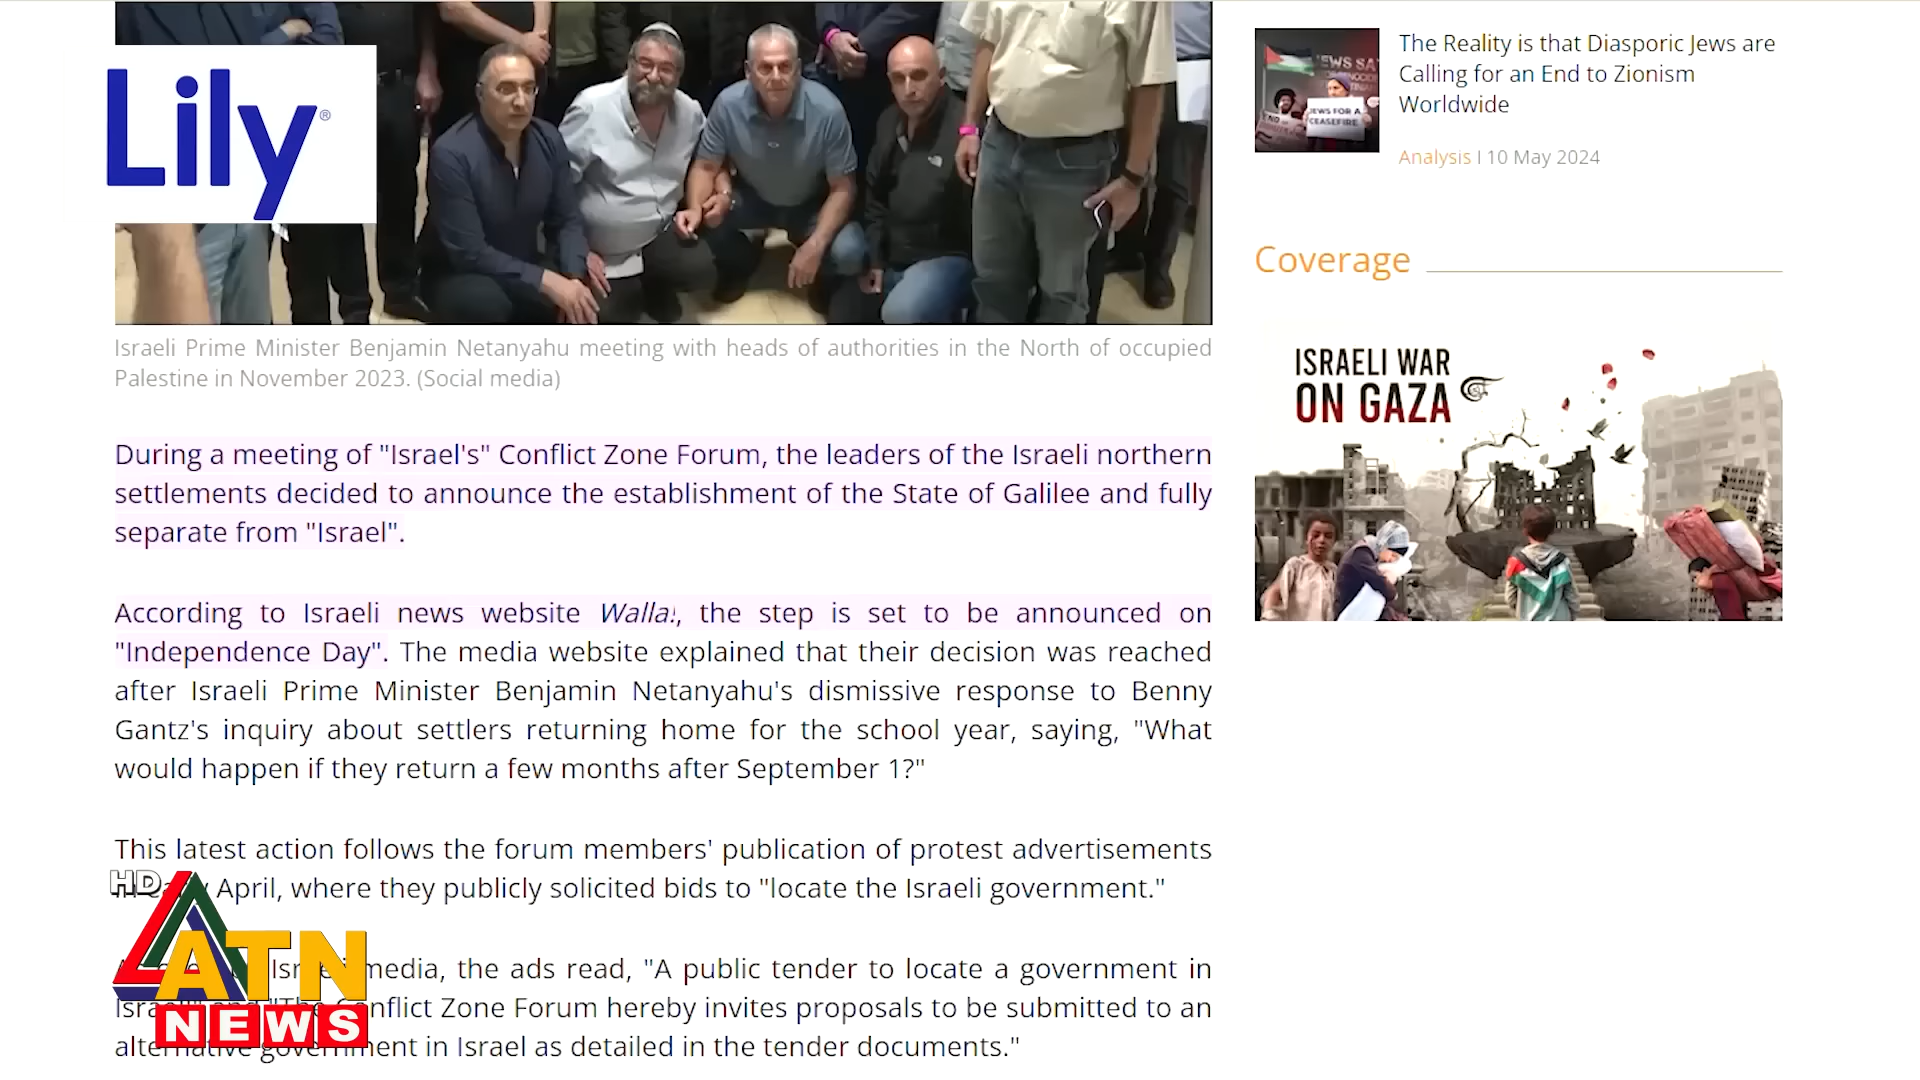 Lily®
Israeli Prime Minister Benjamin Netanyahu meeting with heads of authorities in the North of occupied
Palestine in November 2023. (Social media)
During a meeting of "Israel's" Conflict Zone Forum, the leaders of the Israeli northern
settlements decided to announce the establishment of the State of Galilee and fully
separate from "Israel".
According to Israeli news website Walla!, the step is set to be announced on
"Independence Day". The media website explained that their decision was reached
after Israeli Prime Minister Benjamin Netanyahu's dismissive response to Benny
Gantz's inquiry about settlers returning home for the school year, saying, "What
would happen if they return a few months after September 1?"
This latest action follows the forum members' publication of protest advertisements
April, where they publicly solicited bids to "locate the Israeli government."
media, the ads read, "A public tender to locate a government in
Conflict Zone Forum hereby invites proposals to be submitted to an
alternative government in Israel as detailed in the tender documents."
HD
ATN
NEWS
The Reality is that Diasporic Jews are
Calling for an End to Zionism
Worldwide
Analysis | 10 May 2024
JEWS FOR A
CEASEFIRE
Coverage
ISRAELI WAR
ON GAZA